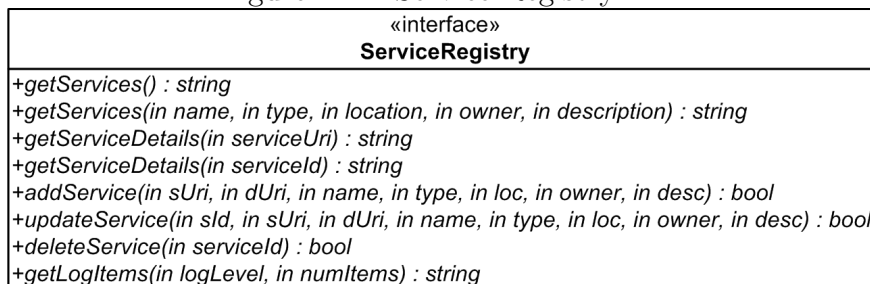 «interface»
ServiceRegistry
+getServices() : string
+getServices(in name, in type, in location, in owner, in description) : string
+getServiceDetails(in serviceUri) : string
+getServiceDetails(in serviceId) : string
+addService(in sUri, in dUri, in name, in type, in loc, in owner, in desc) : bool
+updateService(in sId, in sUri, in dUri, in name, in type, in loc, in owner, in desc) : bool
+deleteService(in serviceId) : bool
+getLogItems(in logLevel, in numItems) : string